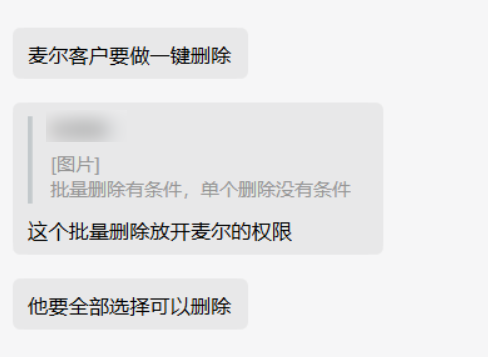 麦尔客户要做一键删除
[图片]
批量删除有条件，单个删除没有条件
这个批量删除放开麦尔的权限
他要全部选择可以删除